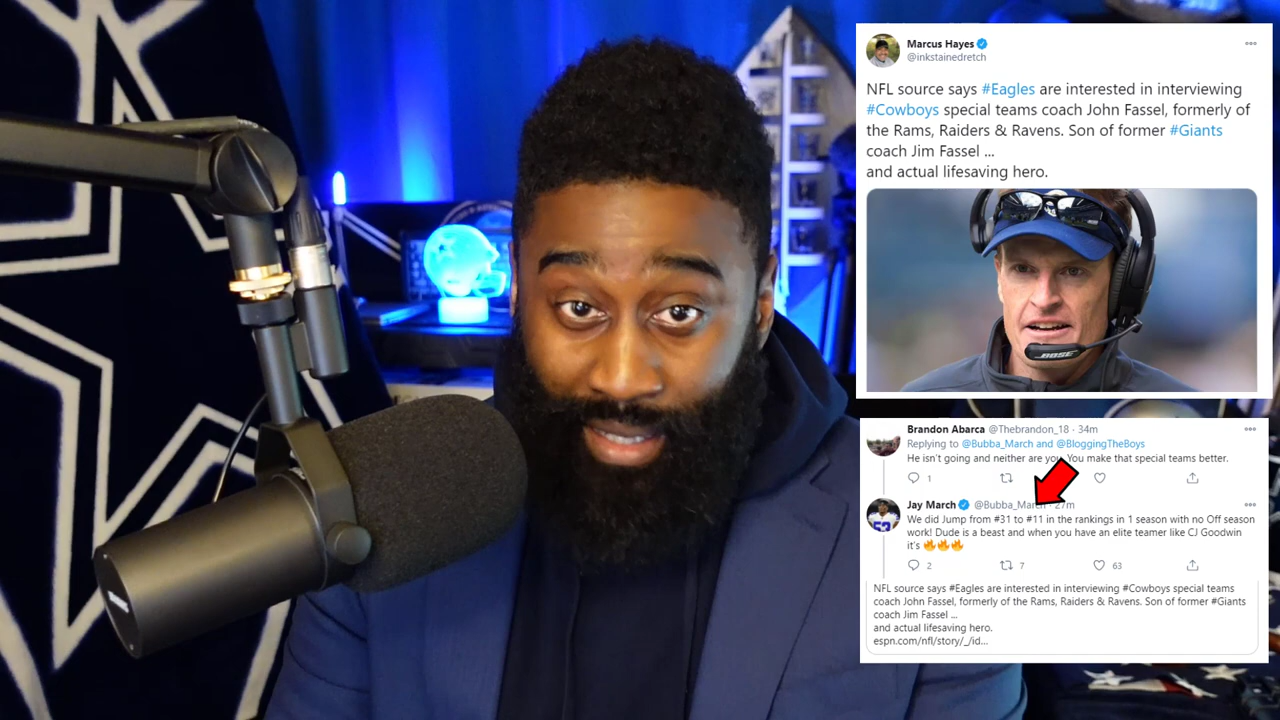 Marcus Hayes
@inkstainedretch
NFL source says #Eagles are interested in interviewing
#Cowboys special teams coach John Fassel, formerly of
the Rams, Raiders & Ravens. Son of former #Giants
coach Jim Fassel ...
and actual lifesaving hero.
BOSE
Brandon Abarca @Thebrandon_18 · 34m
Replying to @Bubba_March and @BloggingTheBoys
He isn't going and neither are you. You make that special teams better.
1
Jay March @Bubba_March · 27m
We did Jump from #31 to #11 in the rankings in 1 season with no Off season
work! Dude is a beast and when you have an elite teamer like CJ Goodwin
it's 🔥🔥🔥
2 7 63
NFL source says #Eagles are interested in interviewing #Cowboys special teams
coach John Fassel, formerly of the Rams, Raiders & Ravens. Son of former #Giants
coach Jim Fassel ...
and actual lifesaving hero.
espn.com/nfl/story/_/id...